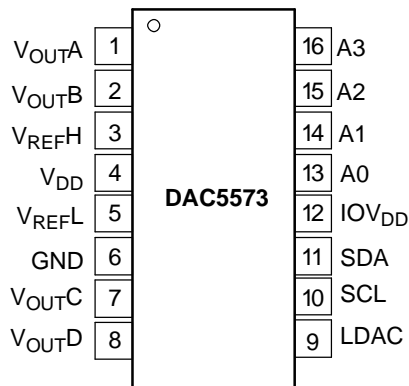 VOUTA 1 16 A3
VOUTB 2 15 A2
VREFH 3 14 A1
VDD 4 13 A0
DAC5573
VREFL 5 12 IOVDD
GND 6 11 SDA
VOUTC 7 10 SCL
VOUTD 8 9 LDAC